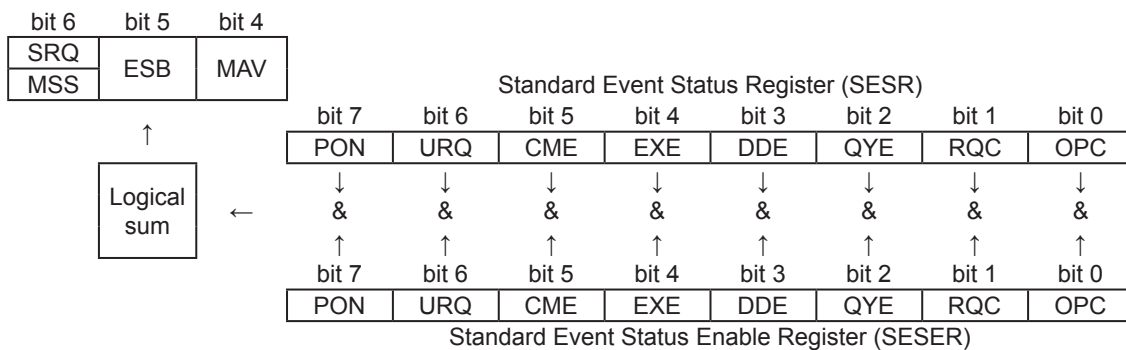 bit 6 bit 5 bit 4
SRQ
MSS
ESB MAV
Standard Event Status Register (SESR)
bit 7 bit 6 bit 5 bit 4 bit 3 bit 2 bit 1 bit 0
PON URQ CME EXE DDE QYE RQC OPC
↑
↓ ↓ ↓ ↓ ↓ ↓ ↓ ↓
Logical
sum
←
& & & & & & & &
↑ ↑ ↑ ↑ ↑ ↑ ↑ ↑
bit 7 bit 6 bit 5 bit 4 bit 3 bit 2 bit 1 bit 0
PON URQ CME EXE DDE QYE RQC OPC
Standard Event Status Enable Register (SESER)